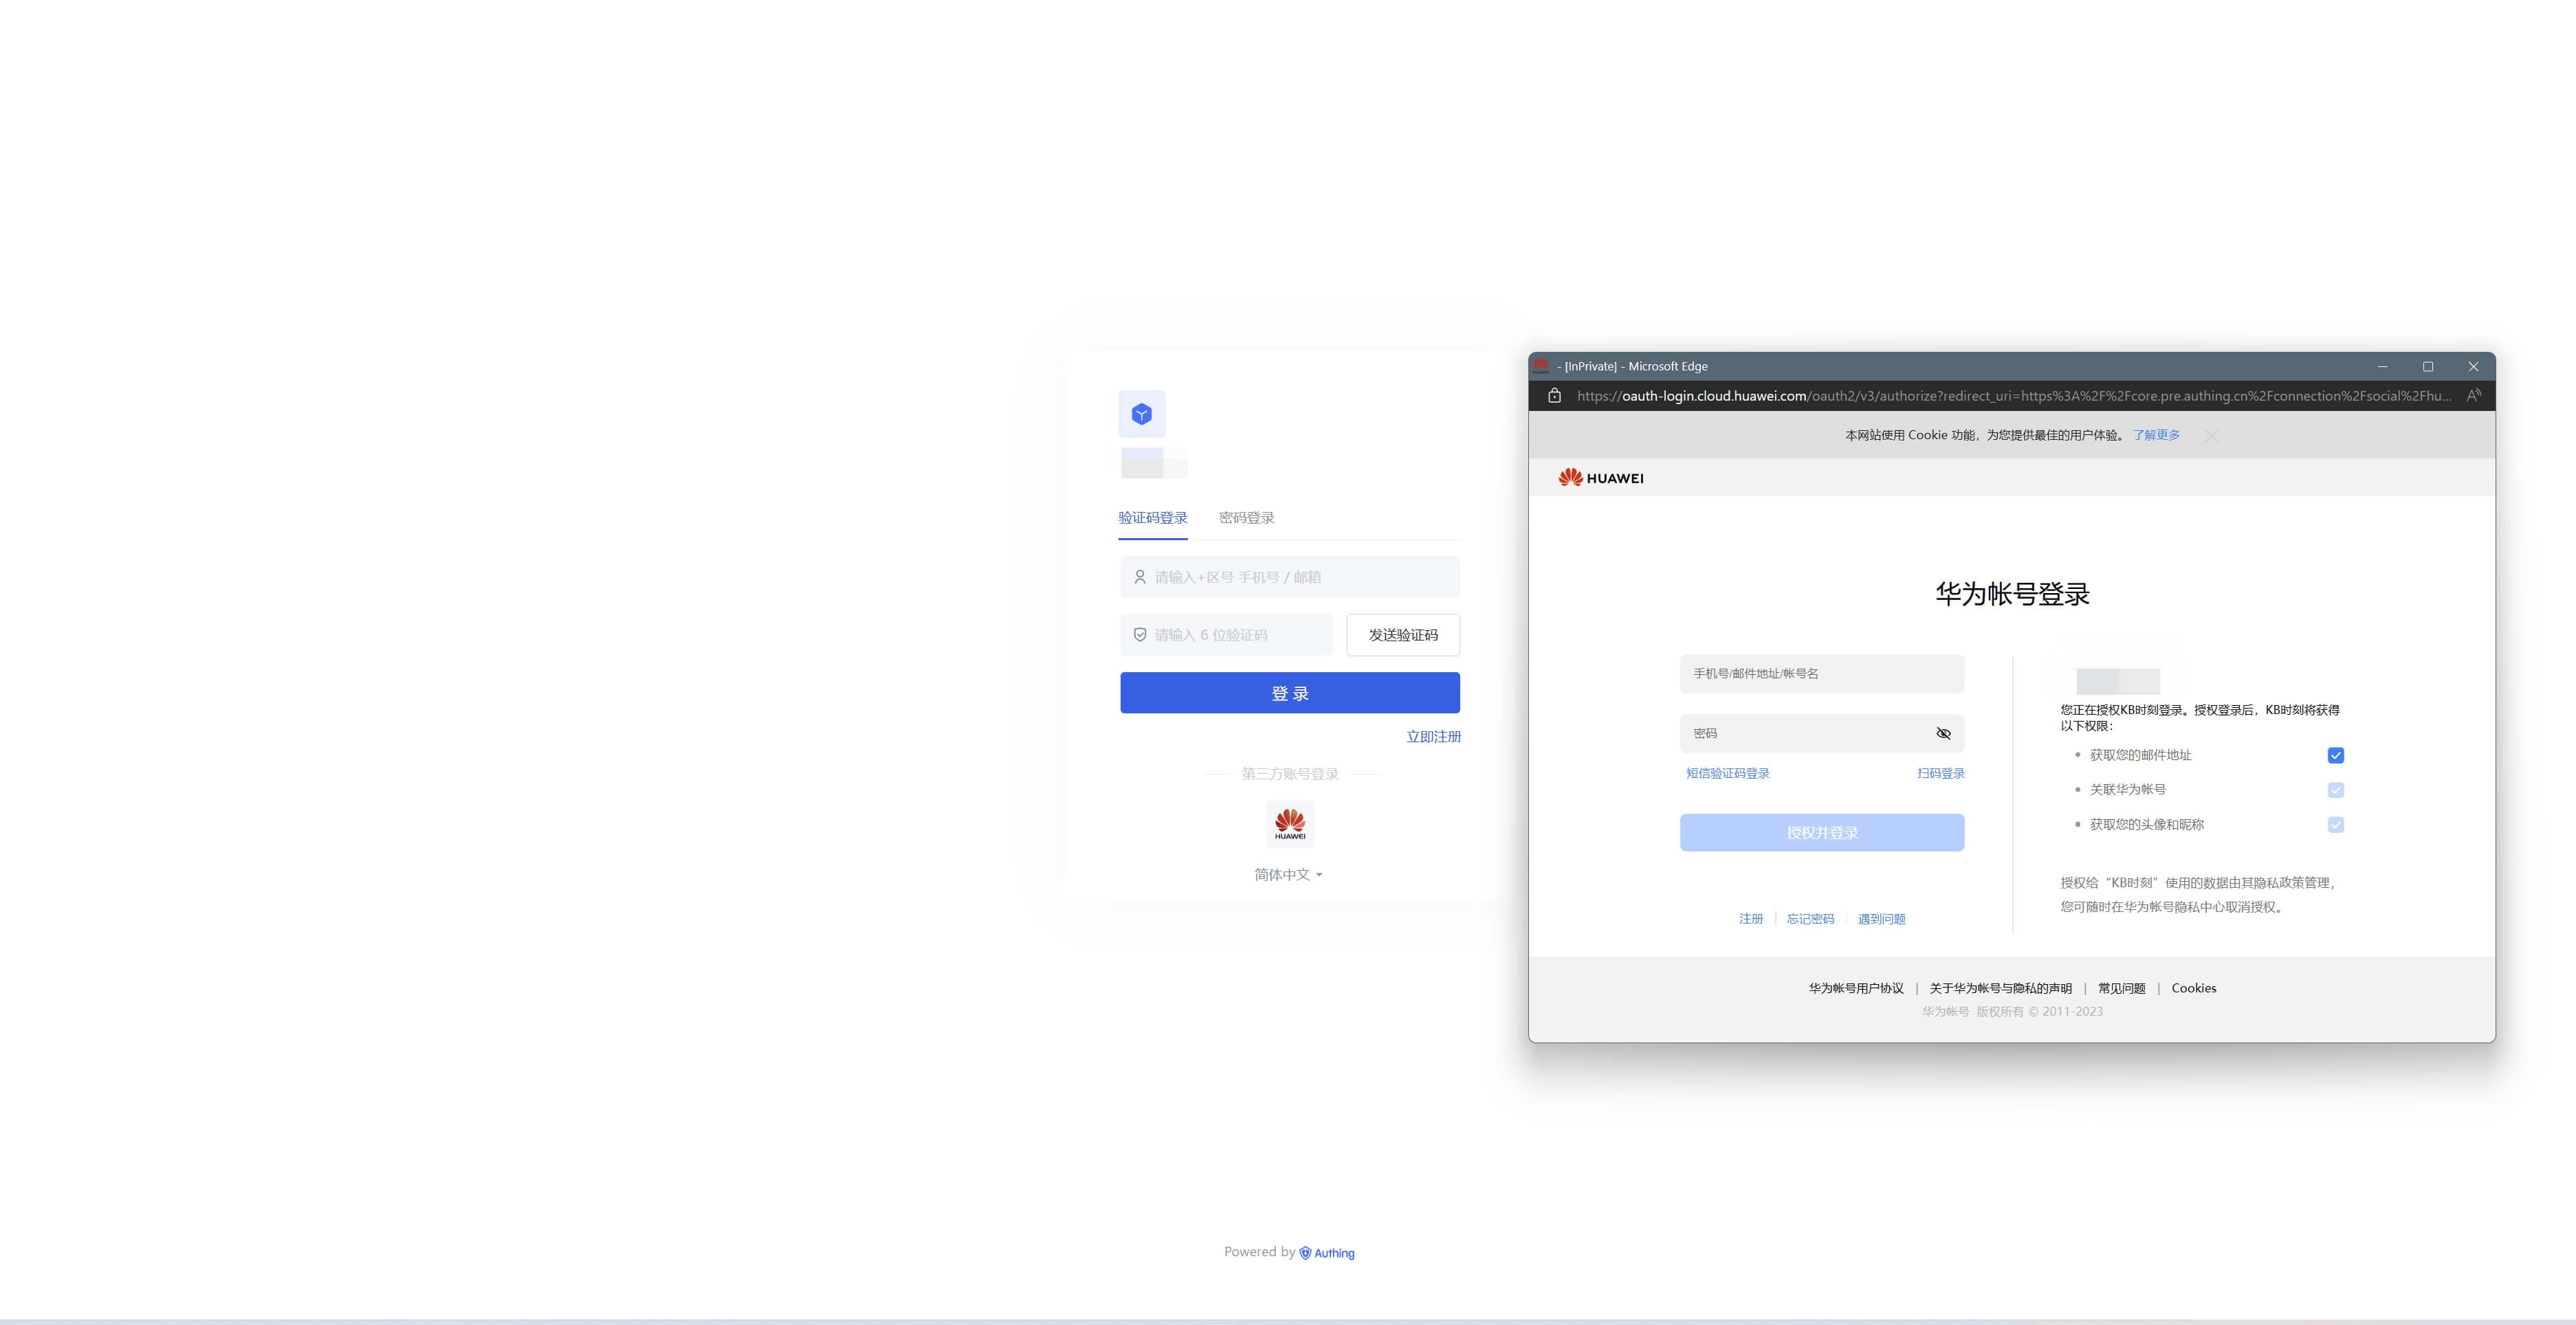 验证码登录 密码登录
请输入+区号 手机号 / 邮箱
请输入 6 位验证码 发送验证码
登 录
立即注册
第三方账号登录
HUAWEI
简体中文
Powered by Authing
- [InPrivate] - Microsoft Edge
https://oauth-login.cloud.huawei.com/oauth2/v3/authorize?redirect_uri=https%3A%2F%2Fcore.pre.authing.cn%2Fconnection%2Fsocial%2Fhu...
本网站使用 Cookie 功能，为您提供最佳的用户体验。 了解更多
HUAWEI
华为帐号登录
手机号/邮件地址/帐号名
密码
短信验证码登录 扫码登录
授权并登录
注册 忘记密码 遇到问题
您正在授权KB时刻登录。授权登录后，KB时刻将获得
以下权限：
获取您的邮件地址
关联华为帐号
获取您的头像和昵称
授权给“KB时刻”使用的数据由其隐私政策管理，
您可随时在华为帐号隐私中心取消授权。
华为帐号用户协议 | 关于华为帐号与隐私的声明 | 常见问题 | Cookies
华为帐号 版权所有 © 2011-2023